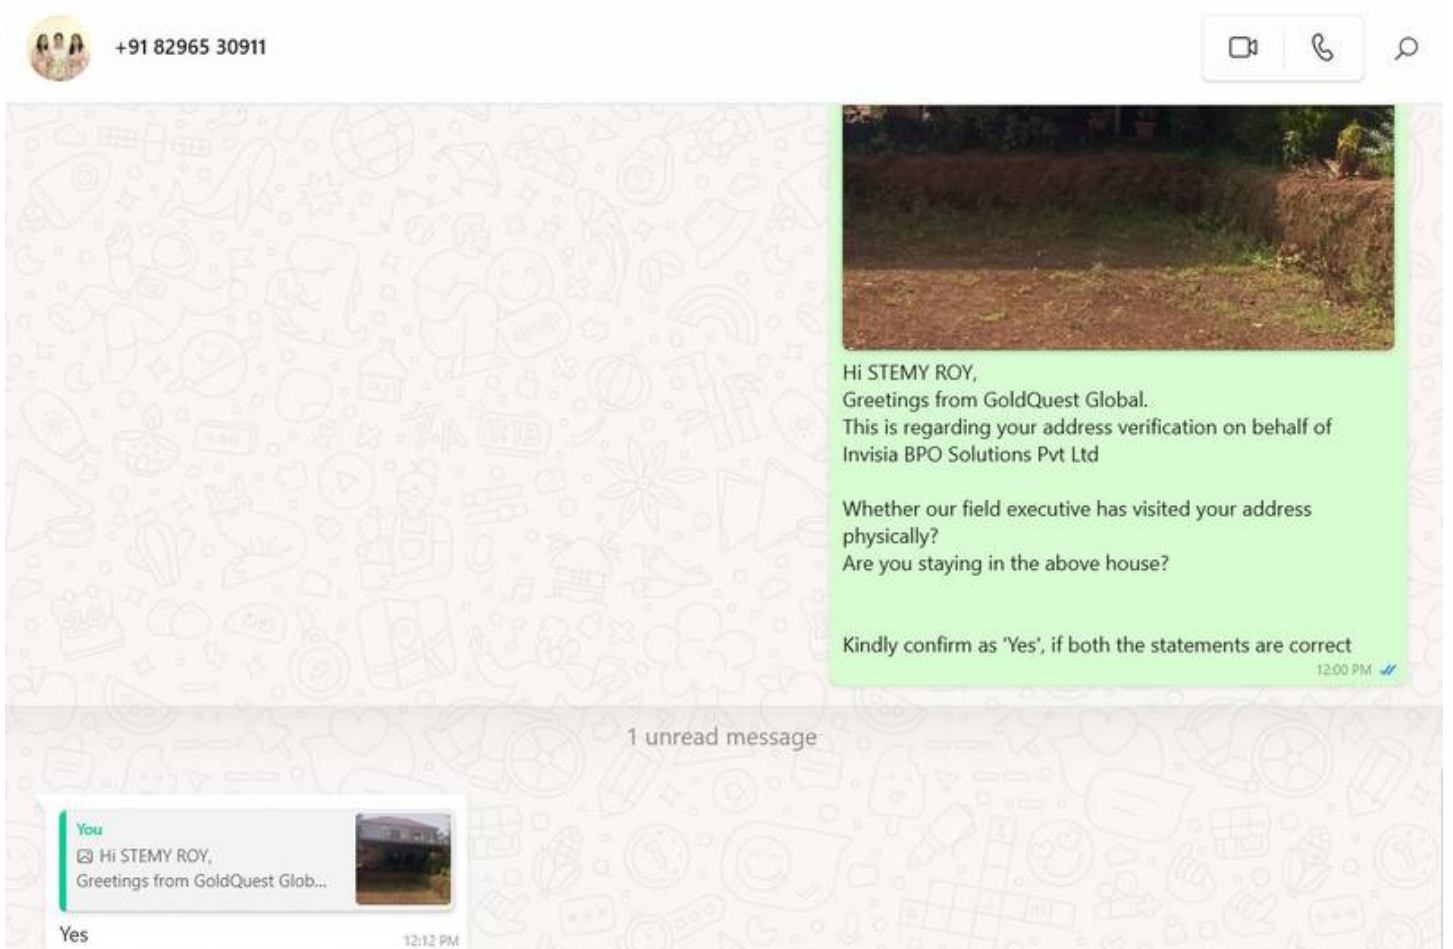 +91 82965 30911
Hi STEMY ROY,
Greetings from GoldQuest Global.
This is regarding your address verification on behalf of
Invisia BPO Solutions Pvt Ltd
Whether our field executive has visited your address
physically?
Are you staying in the above house?
Kindly confirm as 'Yes', if both the statements are correct
12:00 PM
1 unread message
You
Hi STEMY ROY,
Greetings from GoldQuest Glob...
Yes
12:12 PM